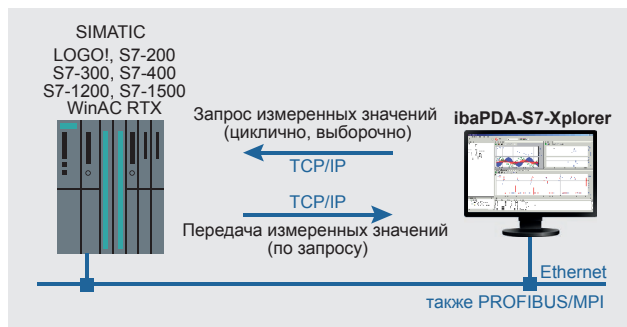 SIMATIC
LOGO!, S7-200
S7-300, S7-400
S7-1200, S7-1500
WinAC RTX
Запрос измеренных значений
(циклично, выборочно)
TCP/IP
TCP/IP
Передача измеренных значений
(по запросу)
ibaPDA-S7-Xplorer
Ethernet
также PROFIBUS/MPI